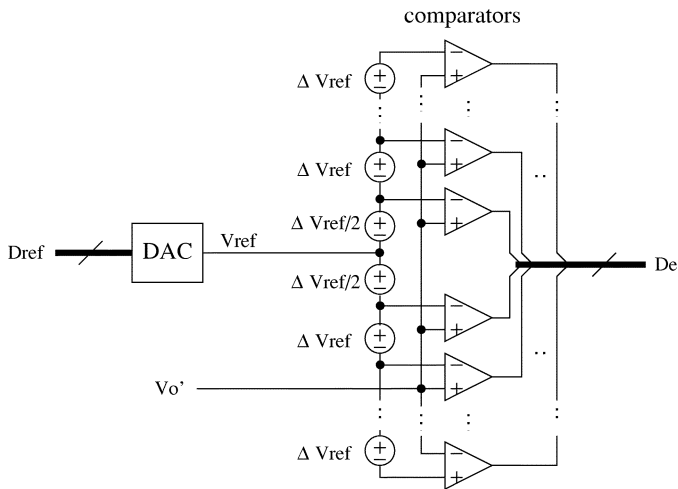 comparators
Δ Vref
Δ Vref
Δ Vref/2
Dref
DAC
Vref
De
Δ Vref/2
Δ Vref
Vo’
Δ Vref